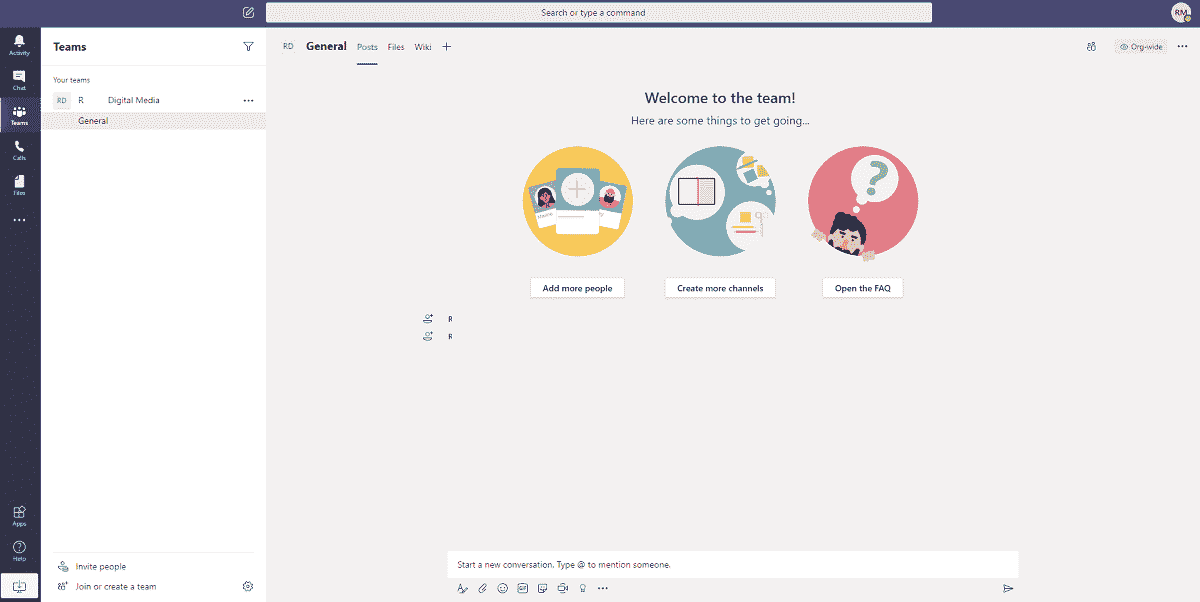 Search or type a command
RM
Activity
Chat
Teams
Calls
Files
Apps
Help
Teams
Your teams
RD R Digital Media
General
Invite people
Join or create a team
RD General Posts Files Wiki
Org-wide
Welcome to the team!
Here are some things to get going...
Add more people
Create more channels
Open the FAQ
R
R
Start a new conversation. Type @ to mention someone.
GIF